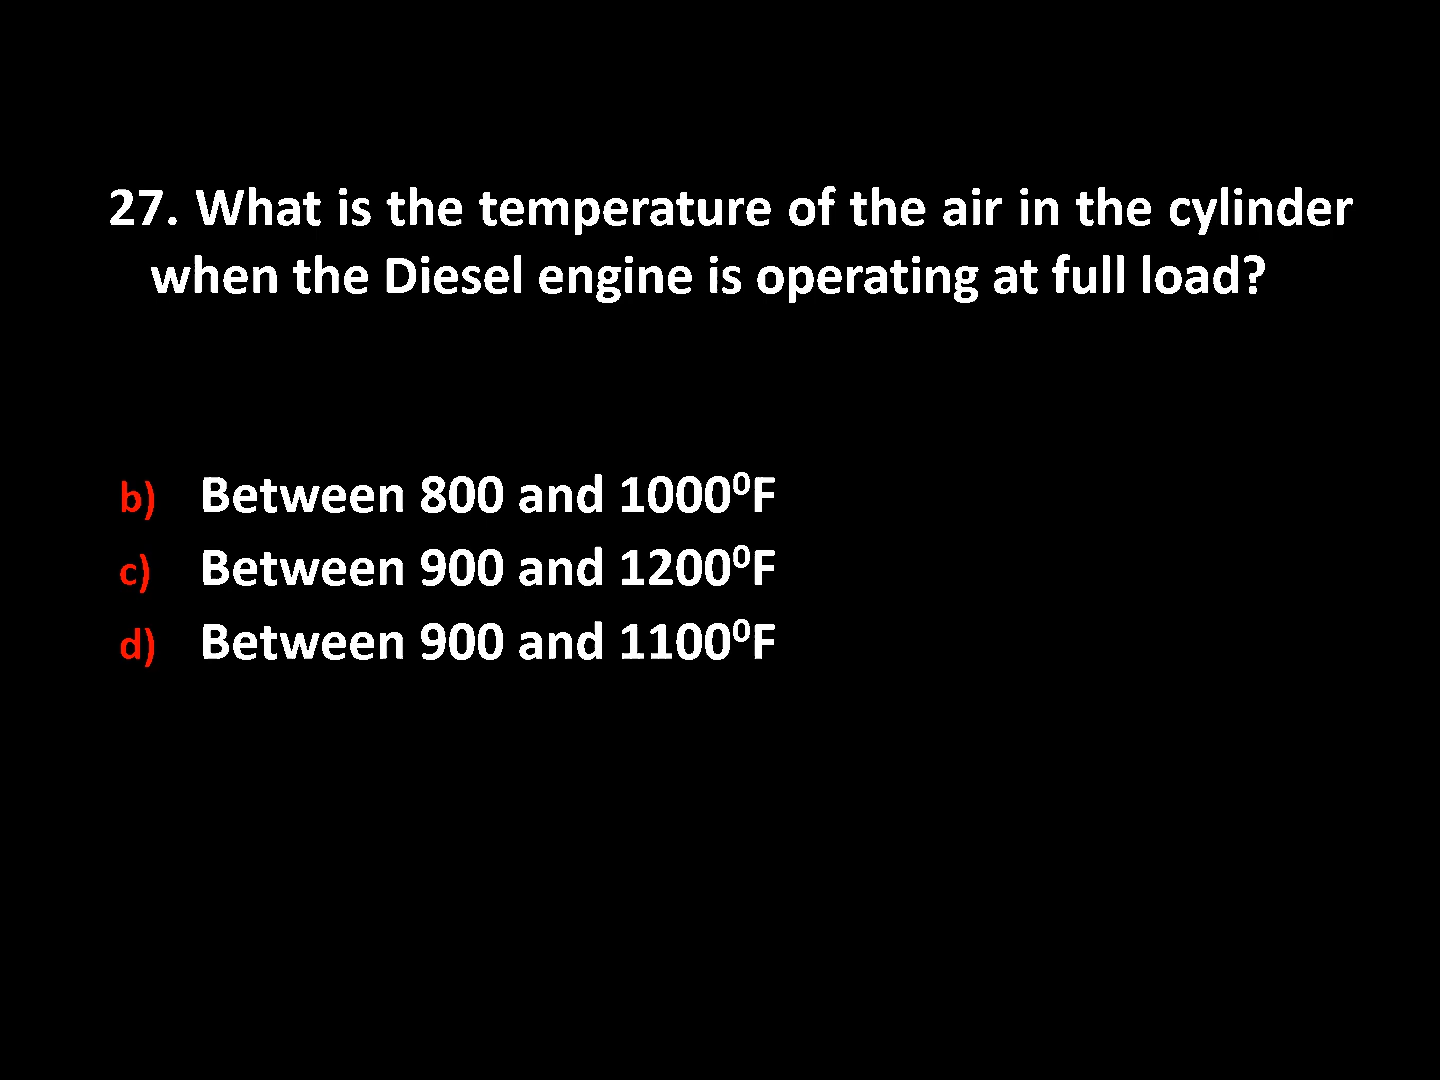 27. What is the temperature of the air in the cylinder
when the Diesel engine is operating at full load?
b) Between 800 and 1000⁰F
c) Between 900 and 1200⁰F
d) Between 900 and 1100⁰F